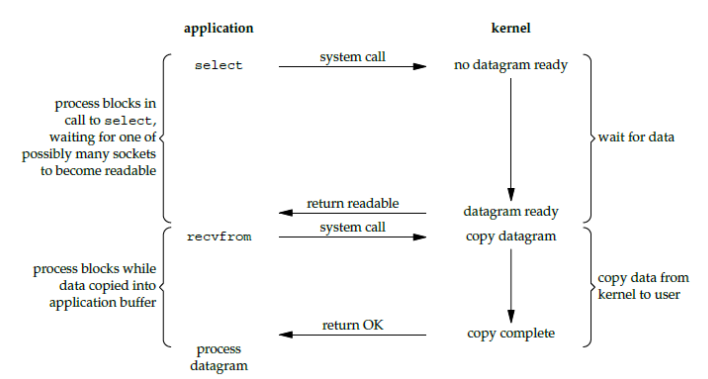 application
kernel
select
system call
no datagram ready
process blocks in
call to select,
waiting for one of
possibly many sockets
to become readable
wait for data
return readable
datagram ready
recvfrom
system call
copy datagram
process blocks while
data copied into
application buffer
copy data from
kernel to user
return OK
copy complete
process
datagram